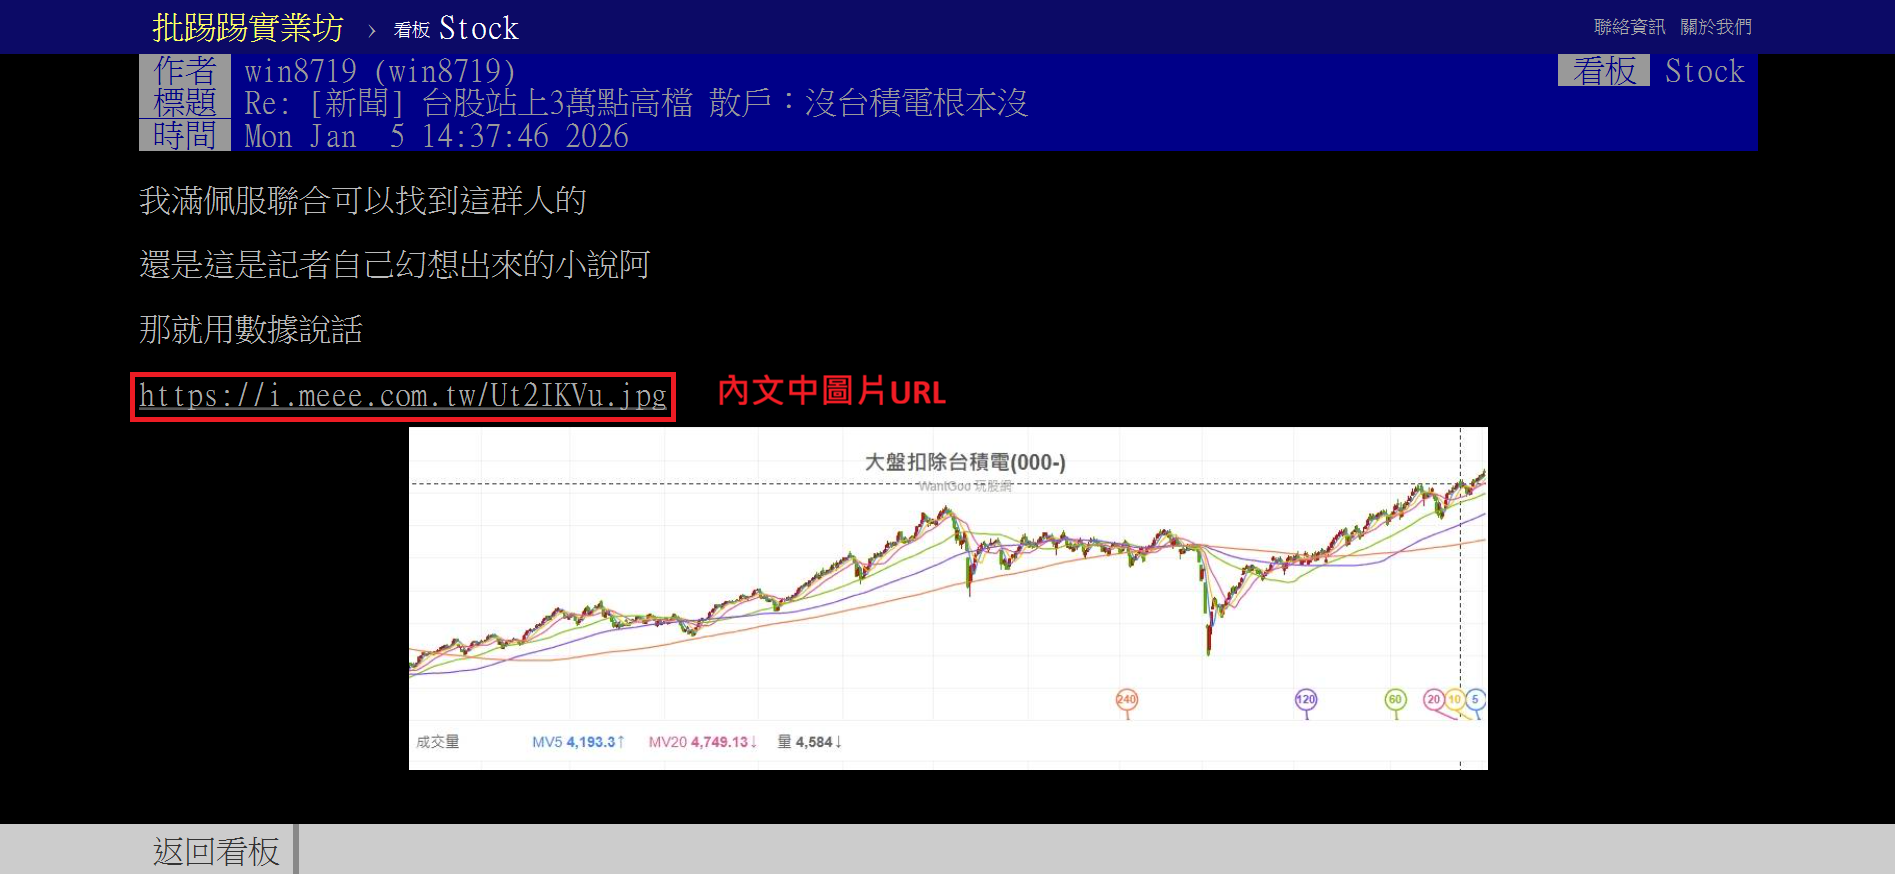 批踢踢實業坊 › 看板 Stock 聯絡資訊 關於我們
作者 win8719 (win8719) 看板 Stock
標題 Re: [新聞] 台股站上3萬點高檔 散戶：沒台積電根本沒
時間 Mon Jan  5 14:37:46 2026
我滿佩服聯合可以找到這群人的
還是這是記者自己幻想出來的小說阿
那就用數據說話
https://i.meee.com.tw/Ut2IKVu.jpg 內文中圖片URL
大盤扣除台積電(000-)
WantGoo 玩股網
240 120 60 20 10 5
成交量 MV5 4,193.3↑ MV20 4,749.13↓ 量 4,584↓
返回看板